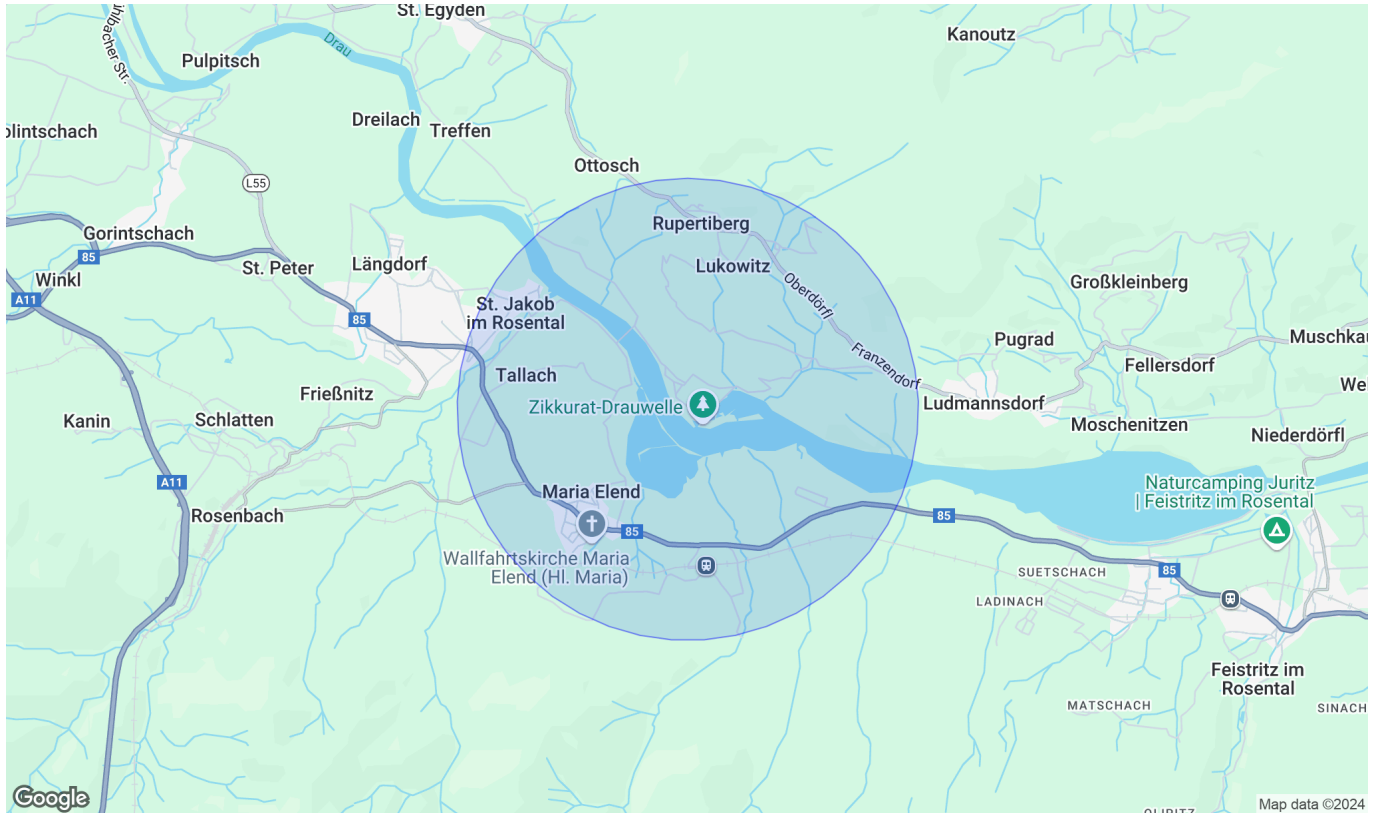 St. Egyden
Kanoutz
ühlbacher Str.
Drau
Pulpitsch
Dreilach
Treffen
olintschach
Ottosch
L55
Rupertiberg
Gorintschach
85
St. Peter
Längdorf
Lukowitz
Oberdörfl
Winkl
A11
Großkleinberg
St. Jakob
im Rosental
85
Pugrad
Muschkau
Franzendorf
Fellersdorf
Tallach
Frießnitz
We
Zikkurat-Drauwelle
Ludmannsdorf
Kanin
Schlatten
Moschenitzen
Niederdörfl
A11
Naturcamping Juritz
| Feistritz im Rosental
Maria Elend
Rosenbach
85
85
Wallfahrtskirche Maria
Elend (Hl. Maria)
SUETSCHACH
85
LADINACH
Feistritz im
Rosental
MATSCHACH
SINACH
Google
Map data ©2024